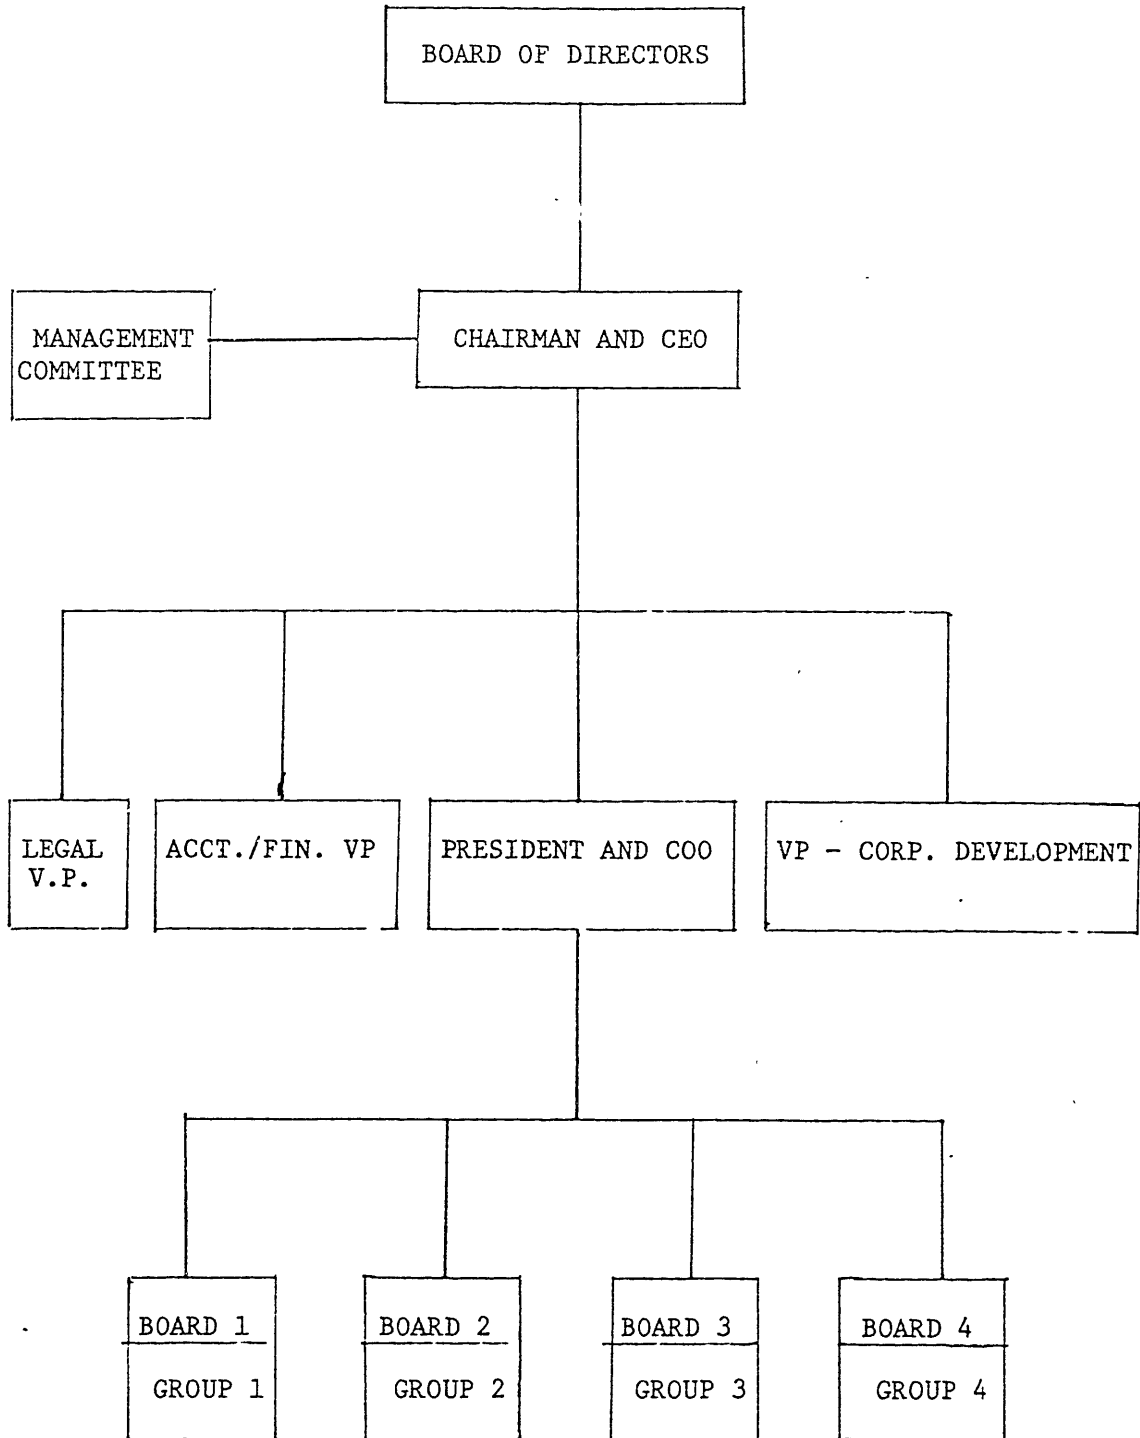 BOARD OF DIRECTORS
MANAGEMENT
COMMITTEE
CHAIRMAN AND CEO
LEGAL
V.P.
ACCT./FIN. VP
PRESIDENT AND COO
VP - CORP. DEVELOPMENT
BOARD 1
GROUP 1
BOARD 2
GROUP 2
BOARD 3
GROUP 3
BOARD 4
GROUP 4